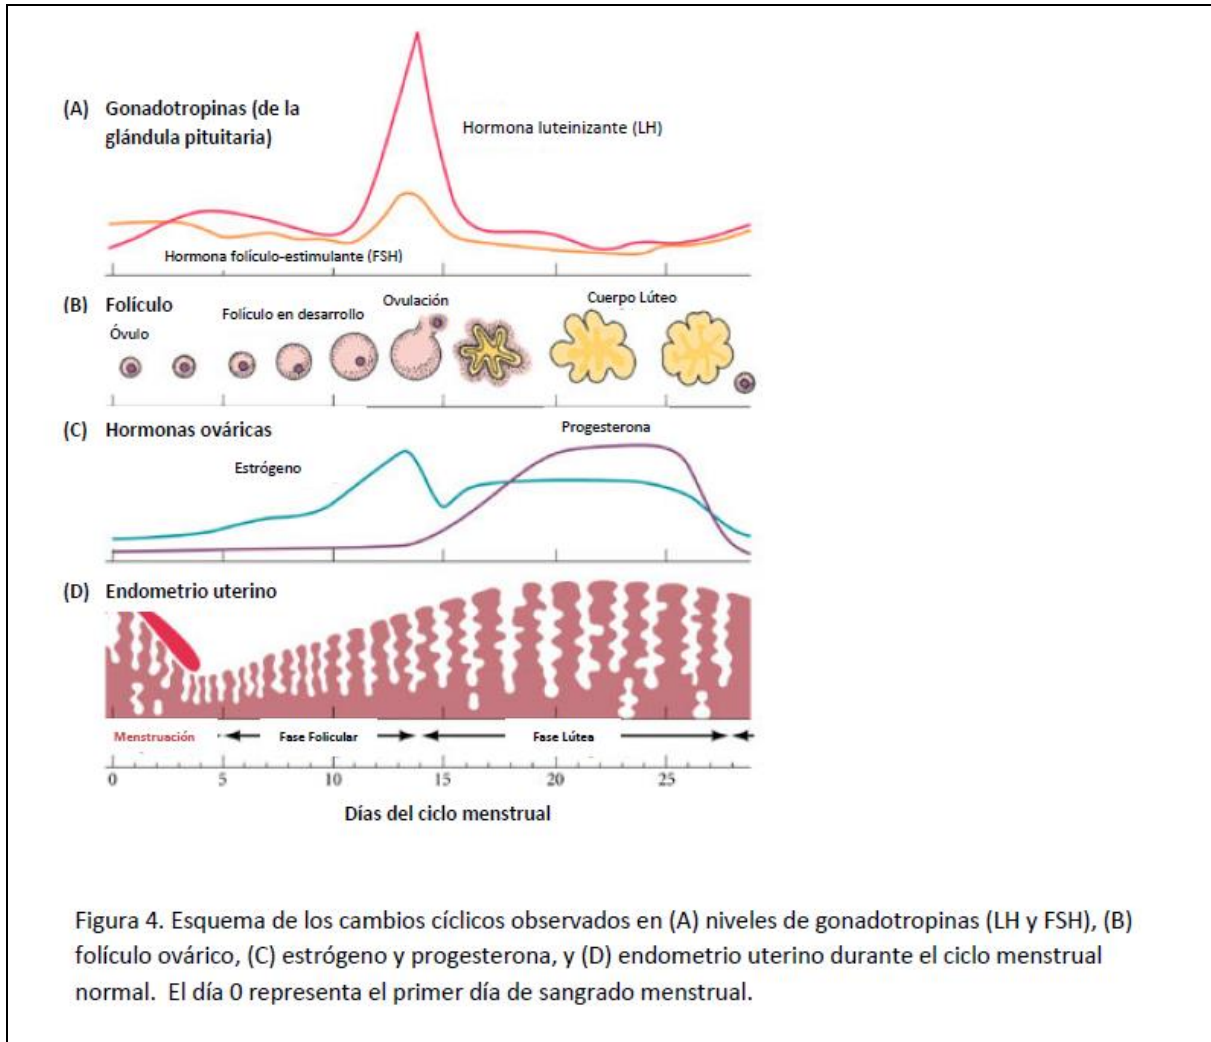 (A) Gonadotropinas (de la
glándula pituitaria)
Hormona luteinizante (LH)
Hormona folículo-estimulante (FSH)
(B) Folículo
Óvulo
Folículo en desarrollo
Ovulación
Cuerpo Lúteo
(C) Hormonas ováricas
Estrógeno
Progesterona
(D) Endometrio uterino
Menstruación
Fase Folicular
Fase Lútea
0 5 10 15 20 25
Días del ciclo menstrual
Figura 4. Esquema de los cambios cíclicos observados en (A) niveles de gonadotropinas (LH y FSH), (B)
folículo ovárico, (C) estrógeno y progesterona, y (D) endometrio uterino durante el ciclo menstrual
normal. El día 0 representa el primer día de sangrado menstrual.